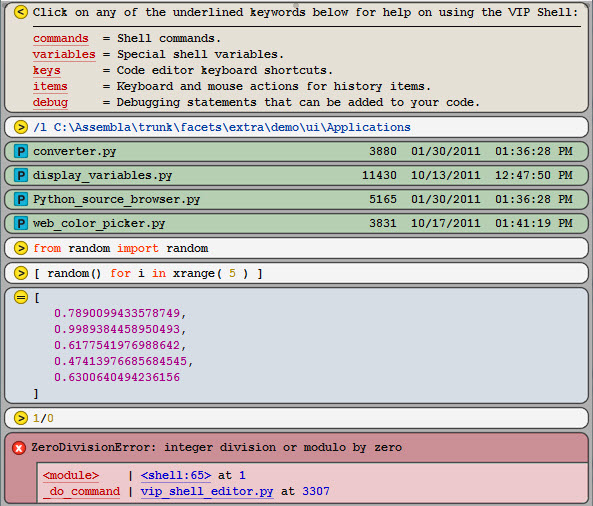 < Click on any of the underlined keywords below for help on using the VIP Shell:
commands = Shell commands.
variables = Special shell variables.
keys = Code editor keyboard shortcuts.
items = Keyboard and mouse actions for history items.
debug = Debugging statements that can be added to your code.
> /l C:\Assembla\trunk\facets\extra\demo\ui\Applications
P converter.py 3880 01/30/2011 01:36:28 PM
P display_variables.py 11430 10/13/2011 12:47:50 PM
P Python_source_browser.py 5165 01/30/2011 01:36:28 PM
P web_color_picker.py 3831 10/17/2011 01:41:19 PM
> from random import random
> [ random() for i in xrange( 5 ) ]
= [
0.7890099433578749,
0.9989384458950493,
0.6177541976988642,
0.47413976685684545,
0.6300640494236156
]
> 1/0
x ZeroDivisionError: integer division or modulo by zero
<module> | <shell:65> at 1
_do_command | vip_shell_editor.py at 3307